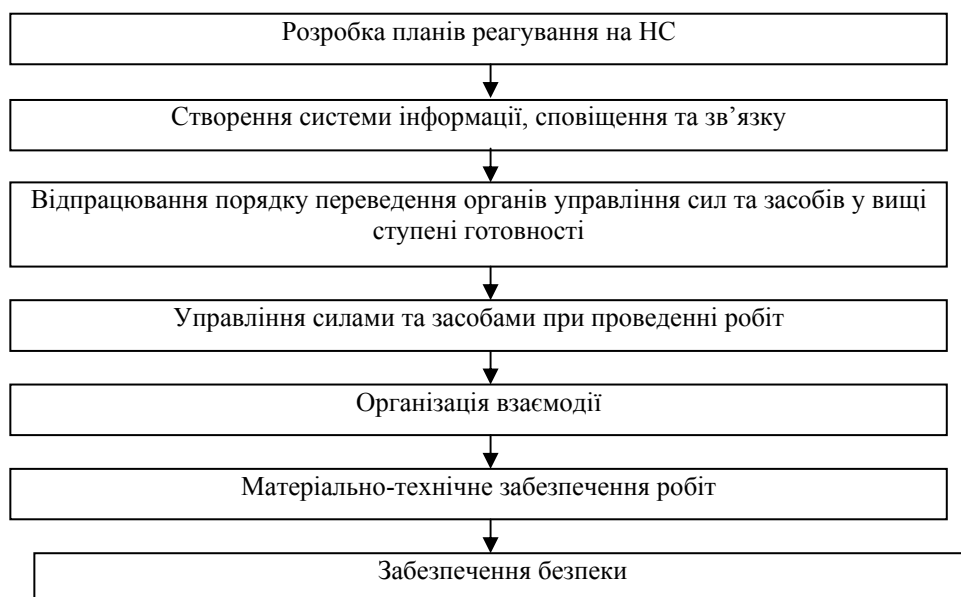 Розробка планів реагування на НС
Створення системи інформації, сповіщення та зв’язку
Відпрацювання порядку переведення органів управління сил та засобів у вищі
ступені готовності
Управління силами та засобами при проведенні робіт
Організація взаємодії
Матеріально-технічне забезпечення робіт
Забезпечення безпеки